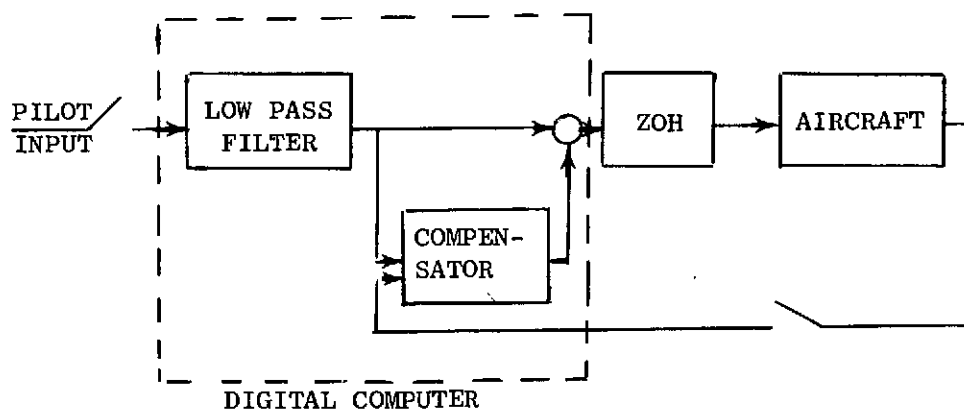 PILOT
INPUT
LOW PASS
FILTER
ZOH
AIRCRAFT
COMPEN-
SATOR
DIGITAL COMPUTER